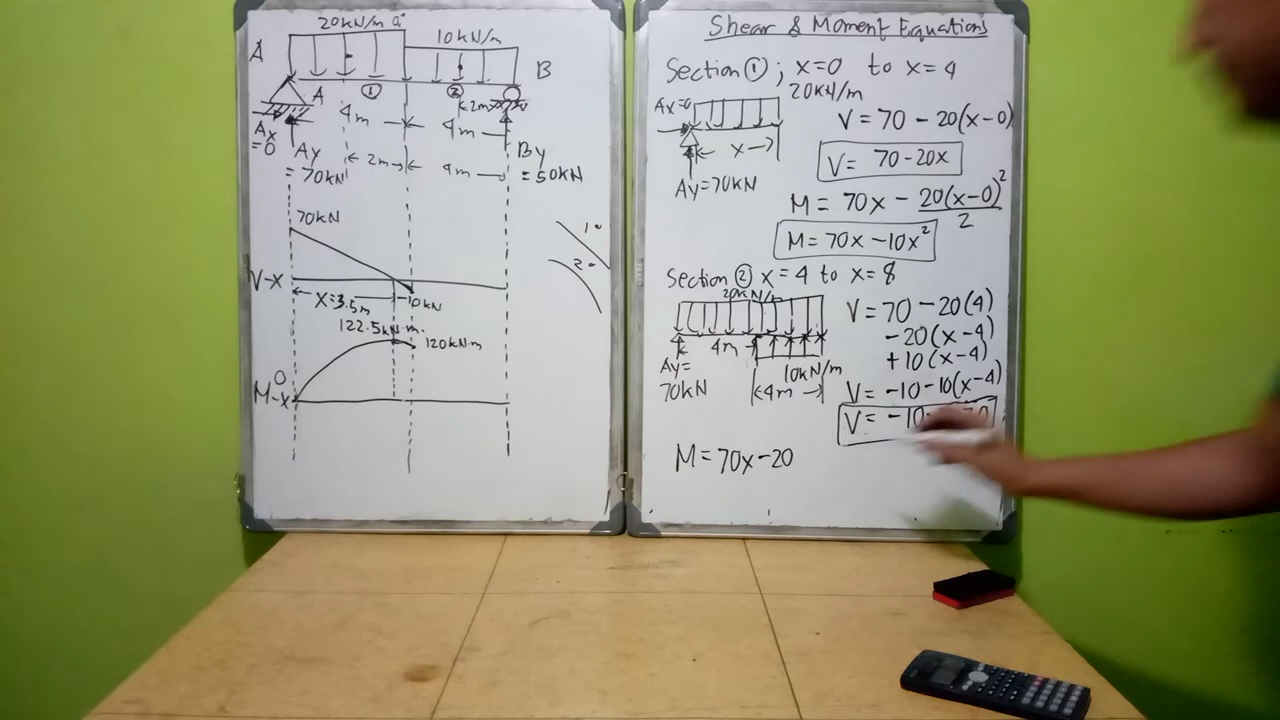 20kN/m
10kN/m
A
B
A
①
②
2m
4m
4m
Ax
=0
Ay
= 70kN
2m
4m
By
= 50kN
70kN
1°
2°
V-x
x=3.5m
-10kN
122.5kN·m.
120kN·m
0
M-x
Shear & Moment Equations
Section ① ; x=0 to x=4
Ax=0
20kN/m
x
Ay=70kN
V = 70 - 20(x-0)
V = 70-20x
M = 70x - 20(x-0)²
2
M = 70x - 10x²
Section ② x=4 to x=8
20kN/m
4m
Ay=
70kN
10kN/m
4m
V = 70 - 20(4)
-20(x-4)
+10(x-4)
V = -10 - 10(x-4)
V = -10
M = 70x - 20